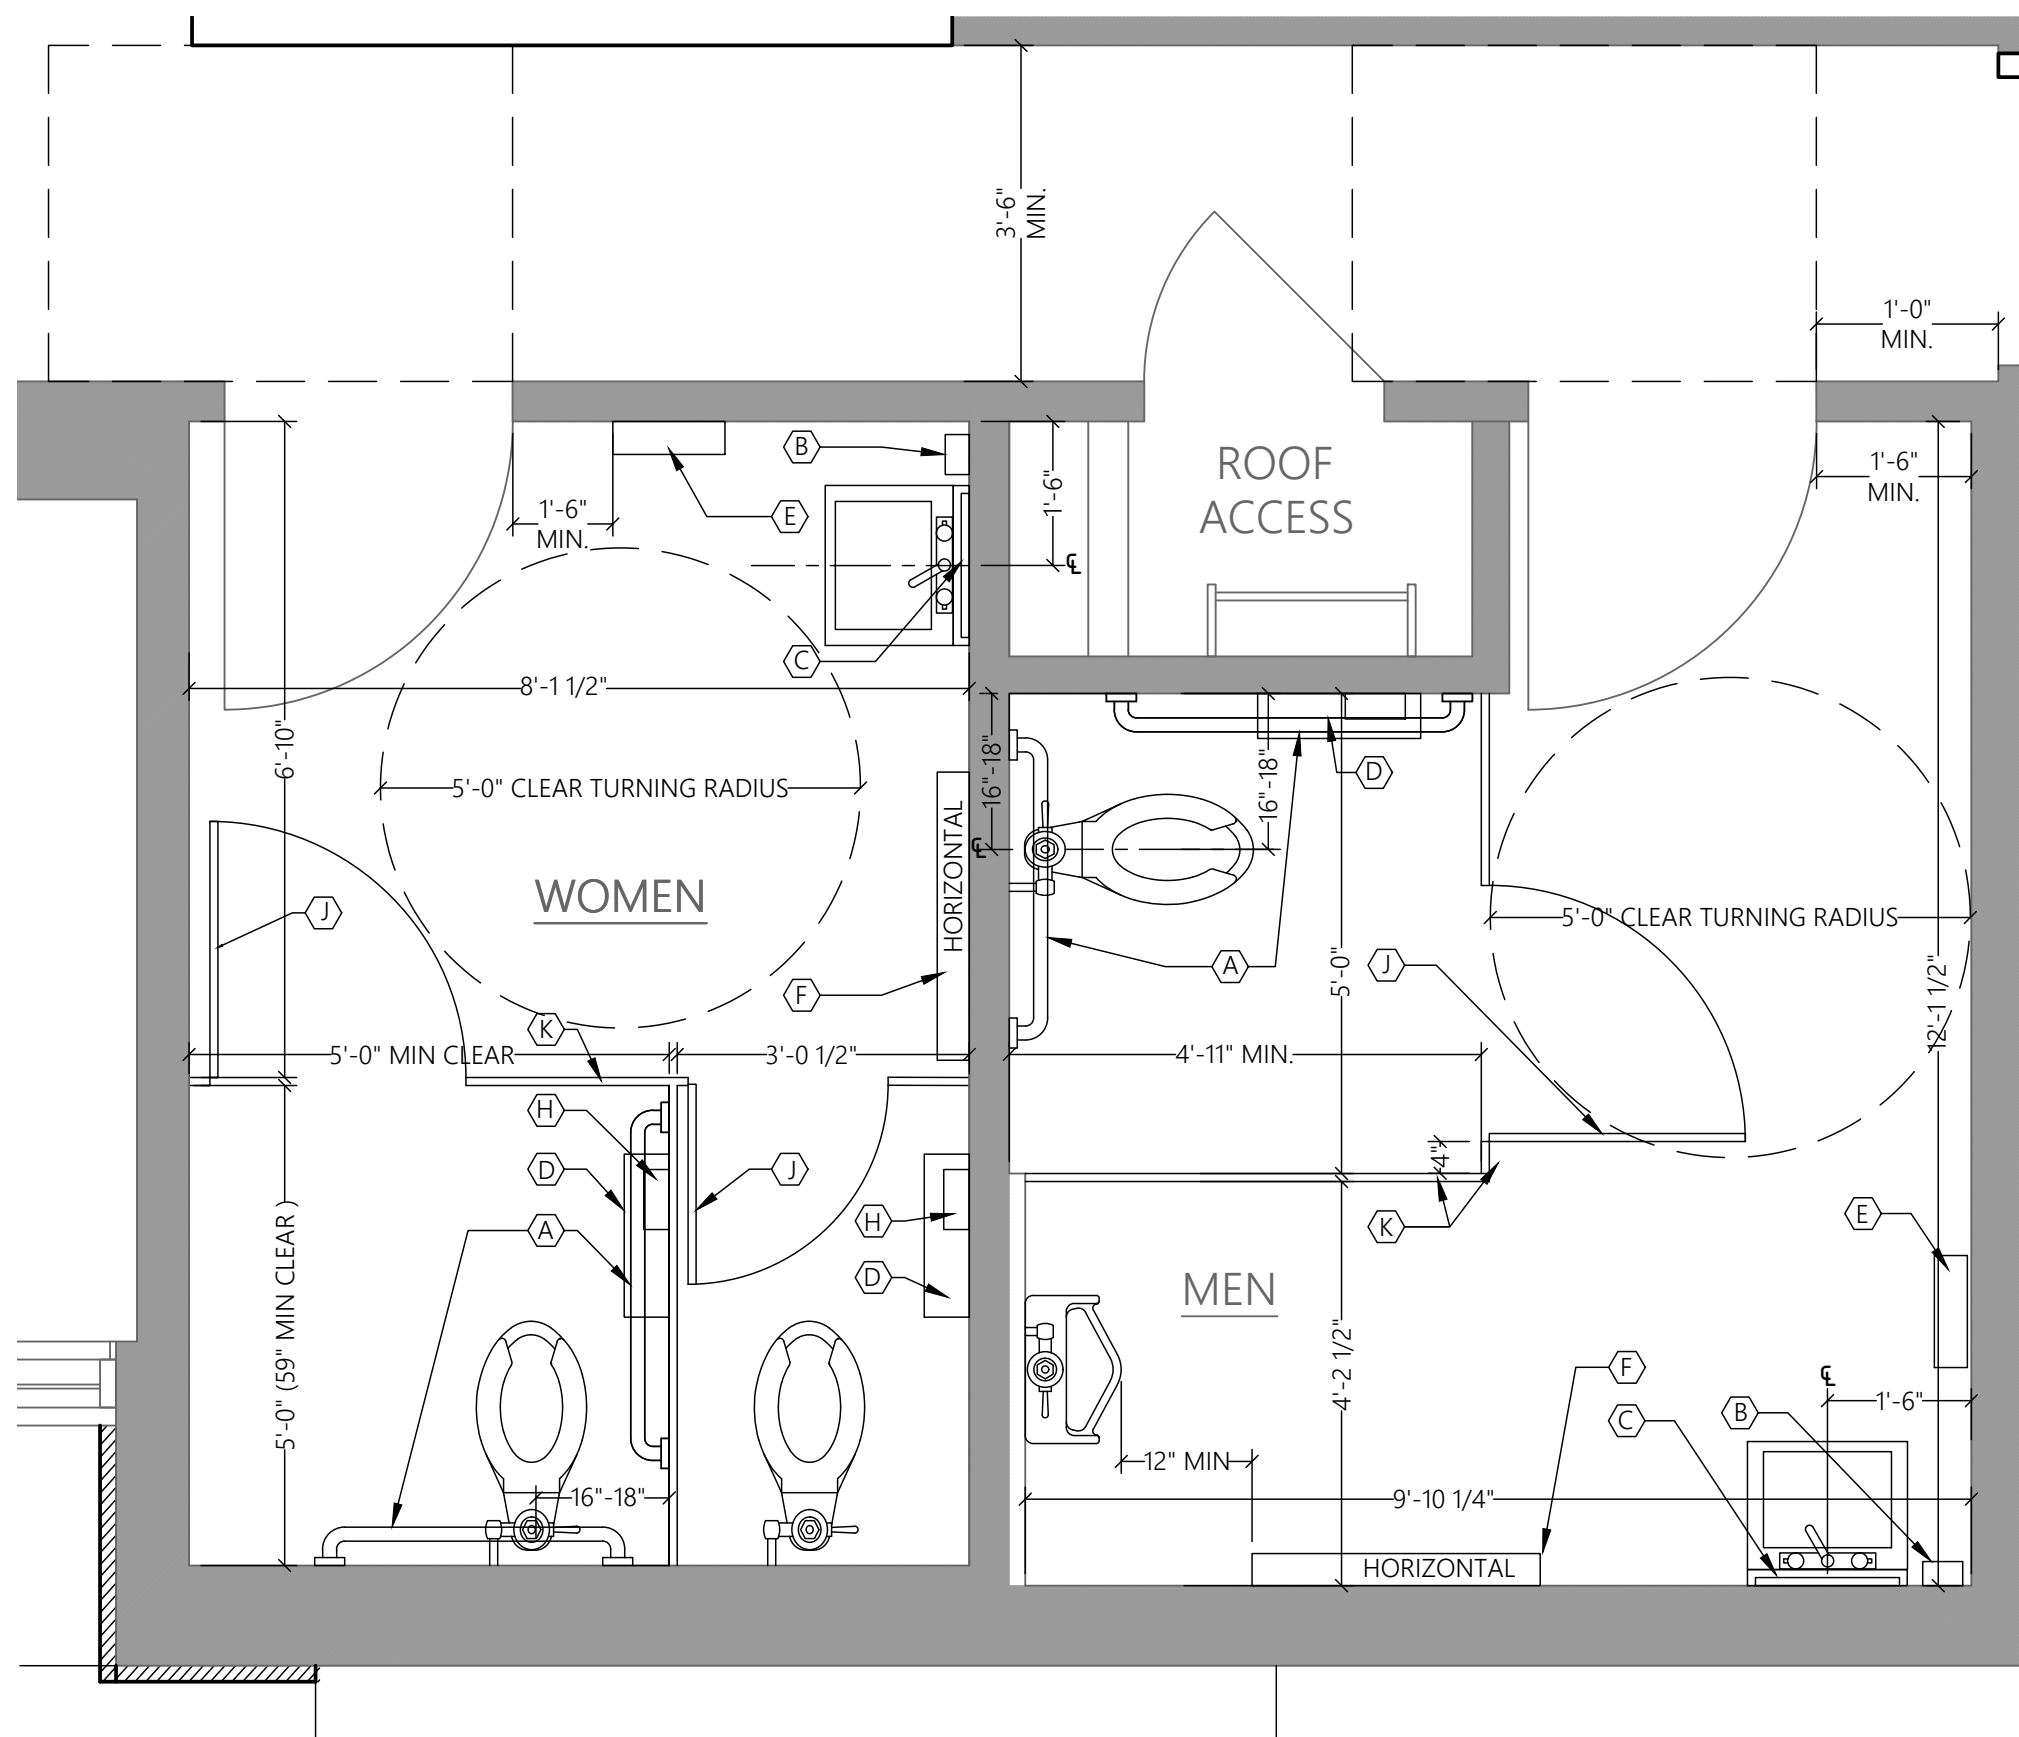 3'-6"
MIN.
1'-0"
MIN.
B
ROOF
ACCESS
1'-6"
MIN.
E
1'-6"
MIN.
1'-6"
℄
C
8'-1 1/2"
6'-10"
5'-0" CLEAR TURNING RADIUS
16"-18"
16"-18"
D
HORIZONTAL
℄
WOMEN
J
5'-0" CLEAR TURNING RADIUS
A
J
5'-0"
12'-1 1/2"
F
K
5'-0" MIN CLEAR
3'-0 1/2"
4'-11" MIN.
H
D
J
4"
H
K
E
A
D
5'-0" (59" MIN CLEAR )
MEN
4'-2 1/2"
F
℄
1'-6"
C
B
12" MIN
16"-18"
9'-10 1/4"
HORIZONTAL